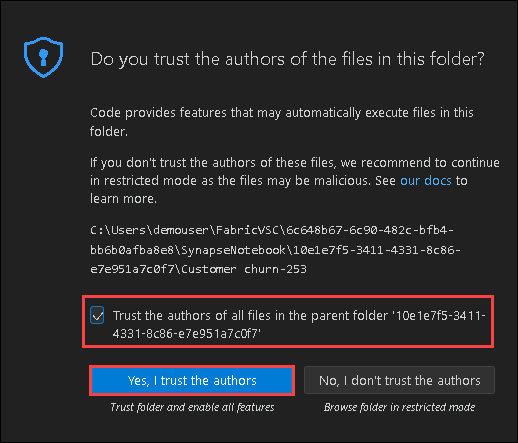 Do you trust the authors of the files in this folder?
Code provides features that may automatically execute files in this
folder.
If you don't trust the authors of these files, we recommend to continue
in restricted mode as the files may be malicious. See our docs to
learn more.
C:\Users\demouser\FabricVSC\6c648b67-6c90-482c-bfb4-
bb6b0afba8e8\SynapseNotebook\10e1e7f5-3411-4331-8c86-
e7e951a7c0f7\Customer churn-253
Trust the authors of all files in the parent folder '10e1e7f5-3411-
4331-8c86-e7e951a7c0f7'
Yes, I trust the authors
No, I don't trust the authors
Trust folder and enable all features
Browse folder in restricted mode